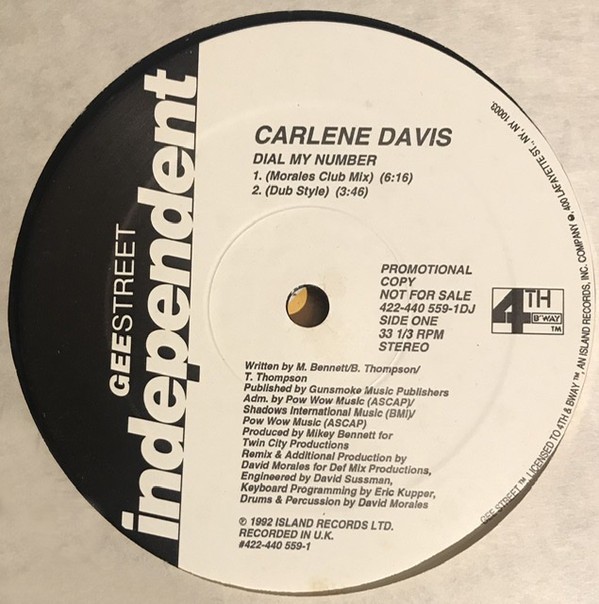 GEESTREET
independent
CARLENE DAVIS
DIAL MY NUMBER
1. (Morales Club Mix) (6:16)
2. (Dub Style) (3:46)
PROMOTIONAL
COPY
NOT FOR SALE
422-440 559-1DJ
SIDE ONE
33 1/3 RPM
STEREO
4TH
B'WAY
TM
Written by M. Bennett/B. Thompson/
T. Thompson
Published by Gunsmoke Music Publishers
Adm. by Pow Wow Music (ASCAP)/
Shadows International Music (BMI)/
Pow Wow Music (ASCAP)
Produced by Mikey Bennett for
Twin City Productions
Remix & Additional Production by
David Morales for Def Mix Productions,
Engineered by David Sussman,
Keyboard Programming by Eric Kupper,
Drums & Percussion by David Morales
℗ 1992 ISLAND RECORDS LTD.
RECORDED IN U.K.
#422-440 559-1
GEE STREET™ LICENSED TO 4TH & BWAY™, AN ISLAND RECORDS, INC. COMPANY ●, 400 LAFAYETTE ST., NY, NY 10003.